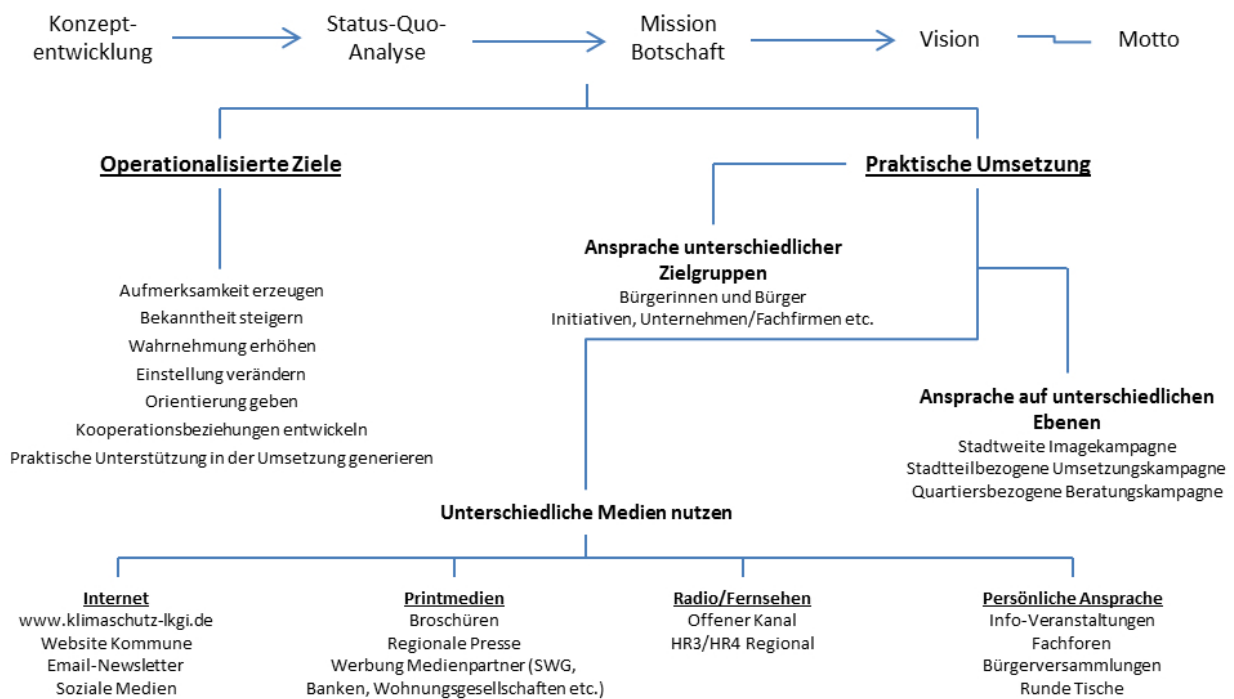 Konzept-
entwicklung
Status-Quo-
Analyse
Mission
Botschaft
Vision
Motto
Operationalisierte Ziele
Praktische Umsetzung
Aufmerksamkeit erzeugen
Bekanntheit steigern
Wahrnehmung erhöhen
Einstellung verändern
Orientierung geben
Kooperationsbeziehungen entwickeln
Praktische Unterstützung in der Umsetzung generieren
Ansprache unterschiedlicher
Zielgruppen
Bürgerinnen und Bürger
Initiativen, Unternehmen/Fachfirmen etc.
Ansprache auf unterschiedlichen
Ebenen
Stadtweite Imagekampagne
Stadtteilbezogene Umsetzungskampagne
Quartiersbezogene Beratungskampagne
Unterschiedliche Medien nutzen
Internet
www.klimaschutz-lkgi.de
Website Kommune
Email-Newsletter
Soziale Medien
Printmedien
Broschüren
Regionale Presse
Werbung Medienpartner (SWG,
Banken, Wohnungsgesellschaften etc.)
Radio/Fernsehen
Offener Kanal
HR3/HR4 Regional
Persönliche Ansprache
Info-Veranstaltungen
Fachforen
Bürgerversammlungen
Runde Tische